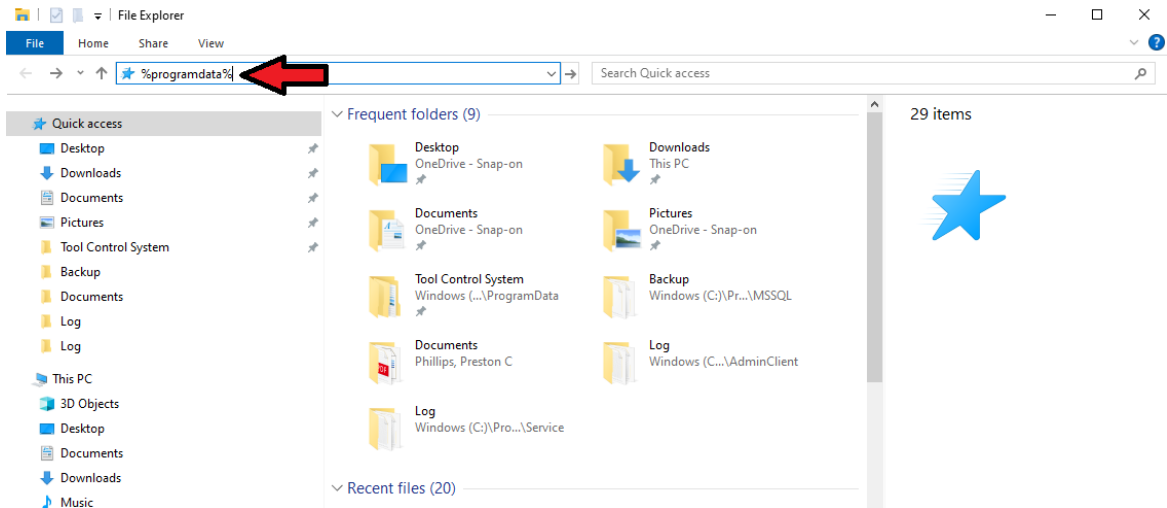 File Explorer
File Home Share View
%programdata%
Search Quick access
Quick access
Desktop
Downloads
Documents
Pictures
Tool Control System
Backup
Documents
Log
Log
This PC
3D Objects
Desktop
Documents
Downloads
Music
Frequent folders (9)
Desktop
OneDrive - Snap-on
Downloads
This PC
Documents
OneDrive - Snap-on
Pictures
OneDrive - Snap-on
Tool Control System
Windows (...\ProgramData
Backup
Windows (C:)\Pr...\MSSQL
Documents
Phillips, Preston C
Log
Windows (C...\AdminClient
Log
Windows (C:)\Pro...\Service
Recent files (20)
29 items